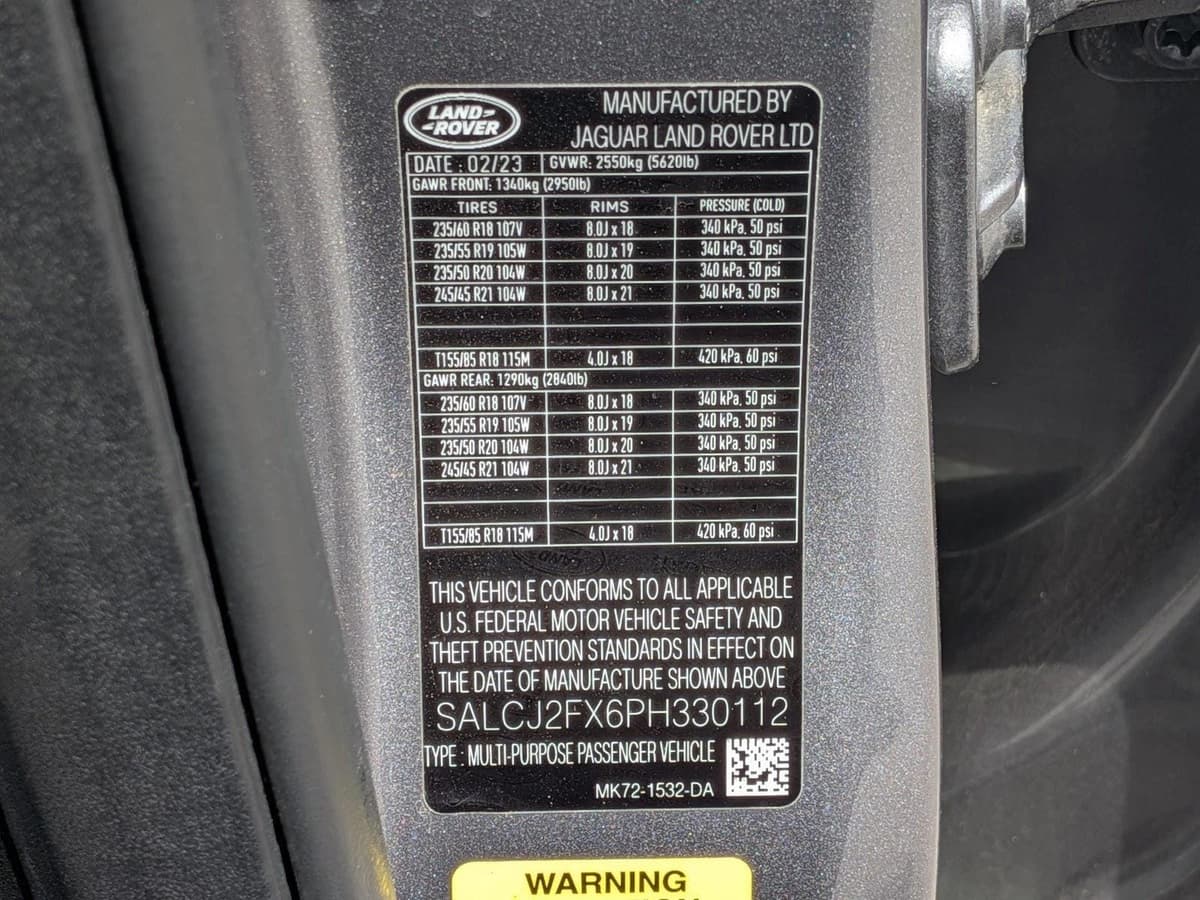 LAND-
-ROVER
MANUFACTURED BY
JAGUAR LAND ROVER LTD
DATE : 02/23 GVWR: 2550kg (5620lb)
GAWR FRONT: 1340kg (2950lb)
TIRES RIMS PRESSURE (COLD)
235/60 R18 107V 8.0J x 18 340 kPa, 50 psi
235/55 R19 105W 8.0J x 19 340 kPa, 50 psi
235/50 R20 104W 8.0J x 20 340 kPa, 50 psi
245/45 R21 104W 8.0J x 21 340 kPa, 50 psi
T155/85 R18 115M 4.0J x 18 420 kPa, 60 psi
GAWR REAR: 1290kg (2840lb)
235/60 R18 107V 8.0J x 18 340 kPa, 50 psi
235/55 R19 105W 8.0J x 19 340 kPa, 50 psi
235/50 R20 104W 8.0J x 20 340 kPa, 50 psi
245/45 R21 104W 8.0J x 21 340 kPa, 50 psi
T155/85 R18 115M 4.0J x 18 420 kPa, 60 psi
THIS VEHICLE CONFORMS TO ALL APPLICABLE
U.S. FEDERAL MOTOR VEHICLE SAFETY AND
THEFT PREVENTION STANDARDS IN EFFECT ON
THE DATE OF MANUFACTURE SHOWN ABOVE
SALCJ2FX6PH330112
TYPE : MULTI-PURPOSE PASSENGER VEHICLE
MK72-1532-DA
WARNING